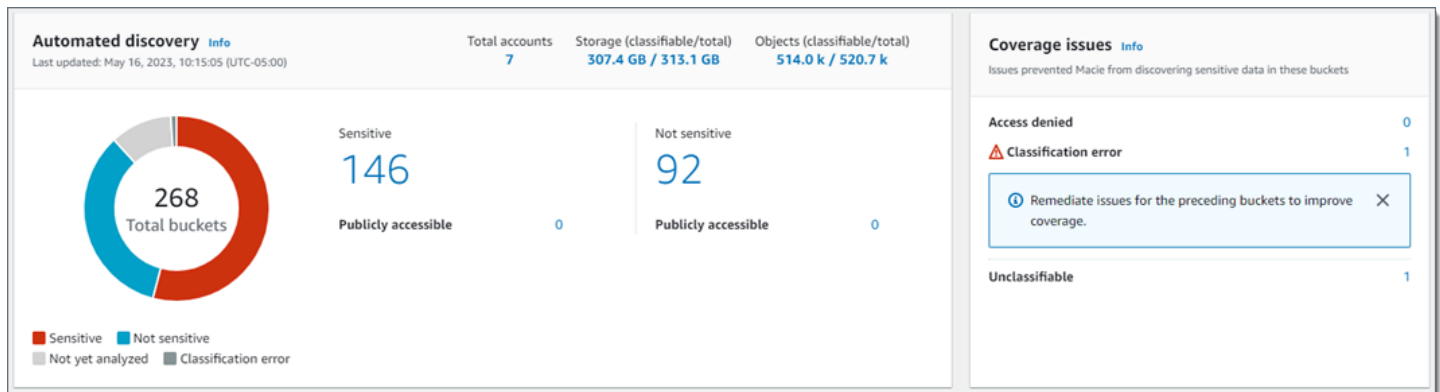 Automated discovery Info
Last updated: May 16, 2023, 10:15:05 (UTC-05:00)
Total accounts
7
Storage (classifiable/total)
307.4 GB / 313.1 GB
Objects (classifiable/total)
514.0 k / 520.7 k
268
Total buckets
Sensitive
146
Publicly accessible 0
Not sensitive
92
Publicly accessible 0
Sensitive Not sensitive
Not yet analyzed Classification error
Coverage issues Info
Issues prevented Macie from discovering sensitive data in these buckets
Access denied 0
Classification error 1
Remediate issues for the preceding buckets to improve
coverage.
Unclassifiable 1